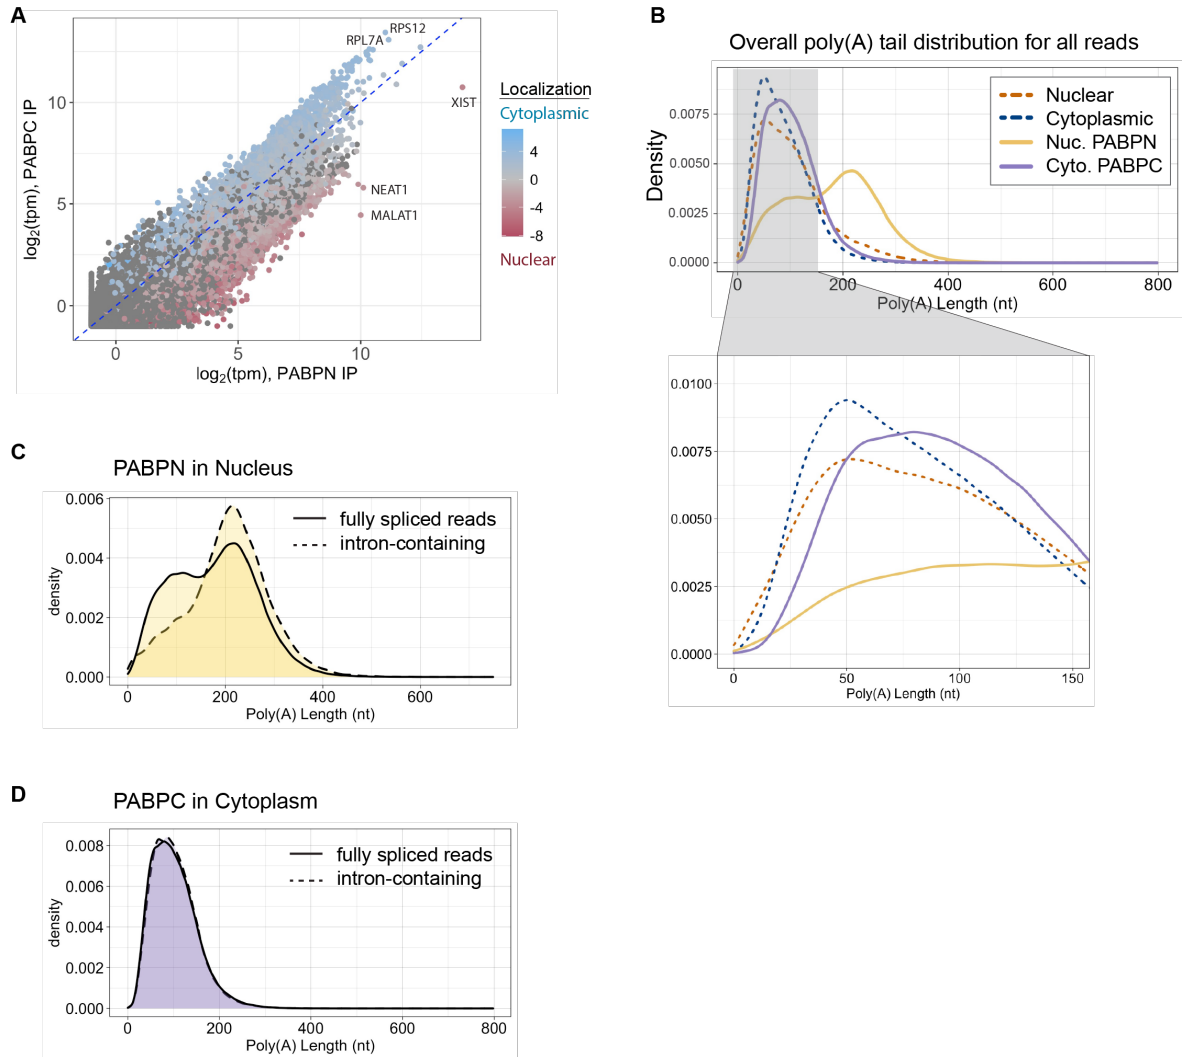 A
RPS12
RPL7A
XIST
NEAT1
MALAT1
10
5
0
0
5
10
log2(tpm), PABPC IP
log2(tpm), PABPN IP
Localization
Cytoplasmic
4
0
-4
-8
Nuclear
B
Overall poly(A) tail distribution for all reads
Nuclear
Cytoplasmic
Nuc. PABPN
Cyto. PABPC
Density
0.0075
0.0050
0.0025
0.0000
0
200
400
600
800
Poly(A) Length (nt)
0.0100
0.0075
0.0050
0.0025
0.0000
0
50
100
150
Poly(A) Length (nt)
C
PABPN in Nucleus
fully spliced reads
intron-containing
density
0.006
0.004
0.002
0.000
0
200
400
600
Poly(A) Length (nt)
D
PABPC in Cytoplasm
fully spliced reads
intron-containing
density
0.008
0.006
0.004
0.002
0.000
0
200
400
600
800
Poly(A) Length (nt)